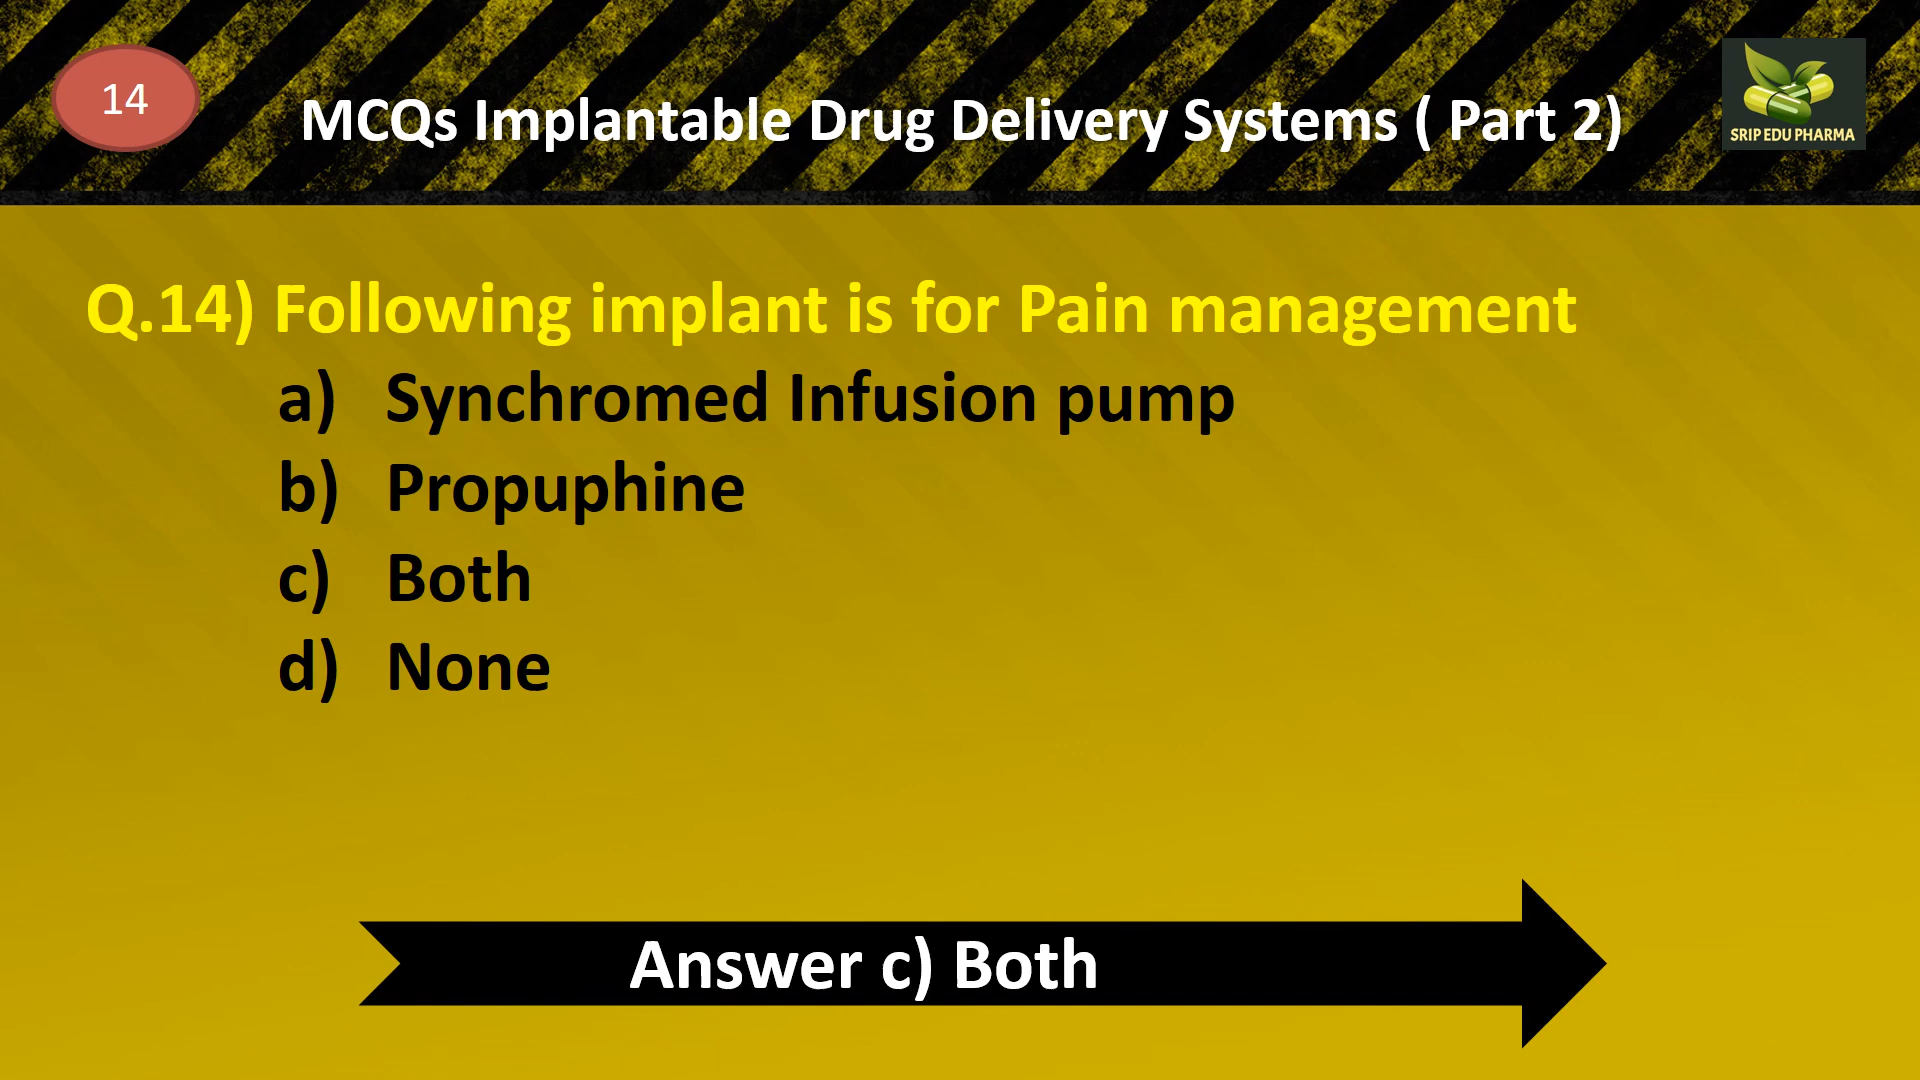 14
MCQs Implantable Drug Delivery Systems ( Part 2)
SRIP EDU PHARMA
Q.14) Following implant is for Pain management
a) Synchromed Infusion pump
b) Propuphine
c) Both
d) None
Answer c) Both